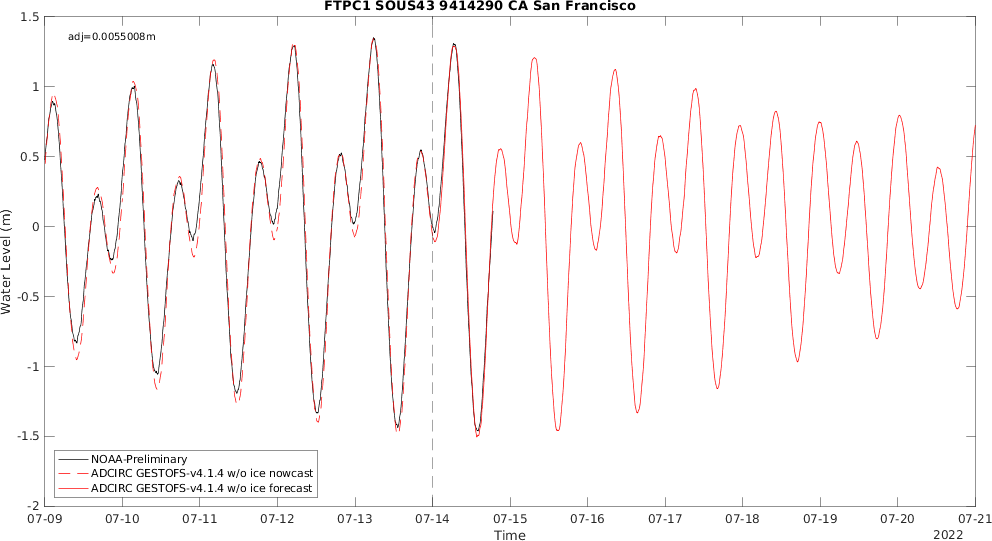 FTPC1 SOUS43 9414290 CA San Francisco
adj=0.0055008m
1.5
1
0.5
0
-0.5
-1
-1.5
-2
Water Level (m)
NOAA-Preliminary
ADCIRC GESTOFS-v4.1.4 w/o ice nowcast
ADCIRC GESTOFS-v4.1.4 w/o ice forecast
07-09 07-10 07-11 07-12 07-13 07-14 07-15 07-16 07-17 07-18 07-19 07-20 07-21
Time
2022